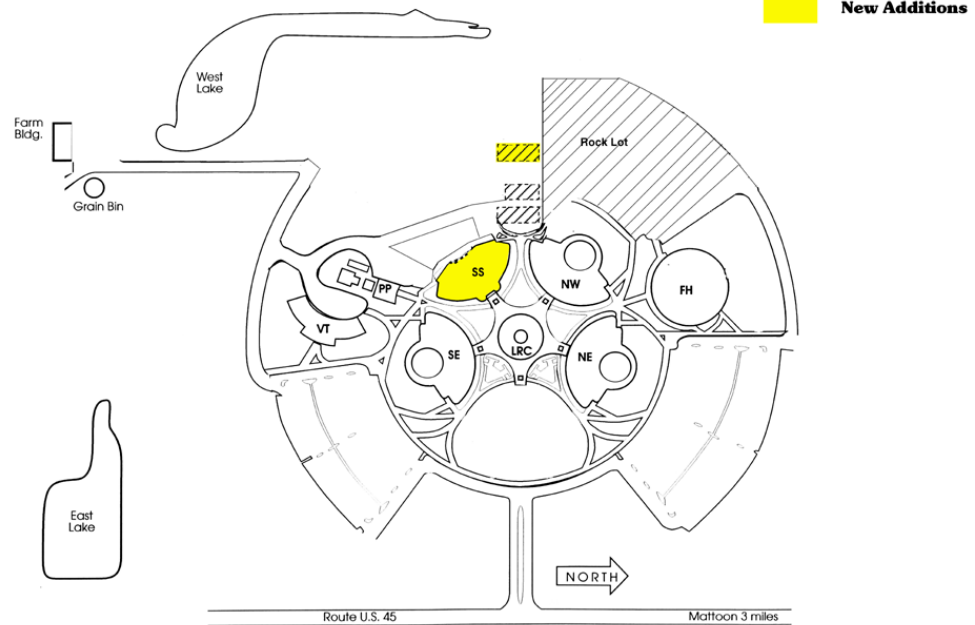 New Additions
West
Lake
Farm
Bldg.
Rock Lot
Grain Bin
SS
NW
PP
FH
VT
LRC
SE
NE
East
Lake
NORTH
Route U.S. 45
Mattoon 3 miles